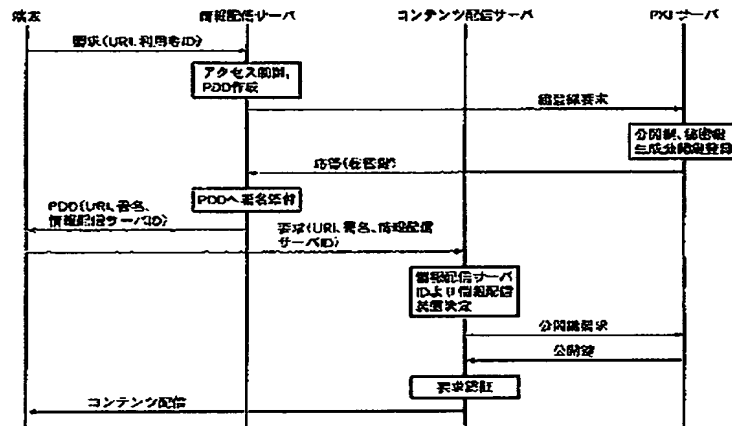 端末
情報配信サーバ
コンテンツ配信サーバ
PKIサーバ
要求(URI、利用者ID)
アクセス制御、
PDD作成
鍵登録要求
公開鍵、秘密鍵
生成公開鍵登録
応答(秘密鍵)
PDDへ署名添付
PDD(URI、署名、
情報配信サーバID)
要求(URI、署名、情報配信
サーバID)
情報配信サーバ
IDより情報配信
装置決定
公開鍵要求
公開鍵
要求認証
コンテンツ配信